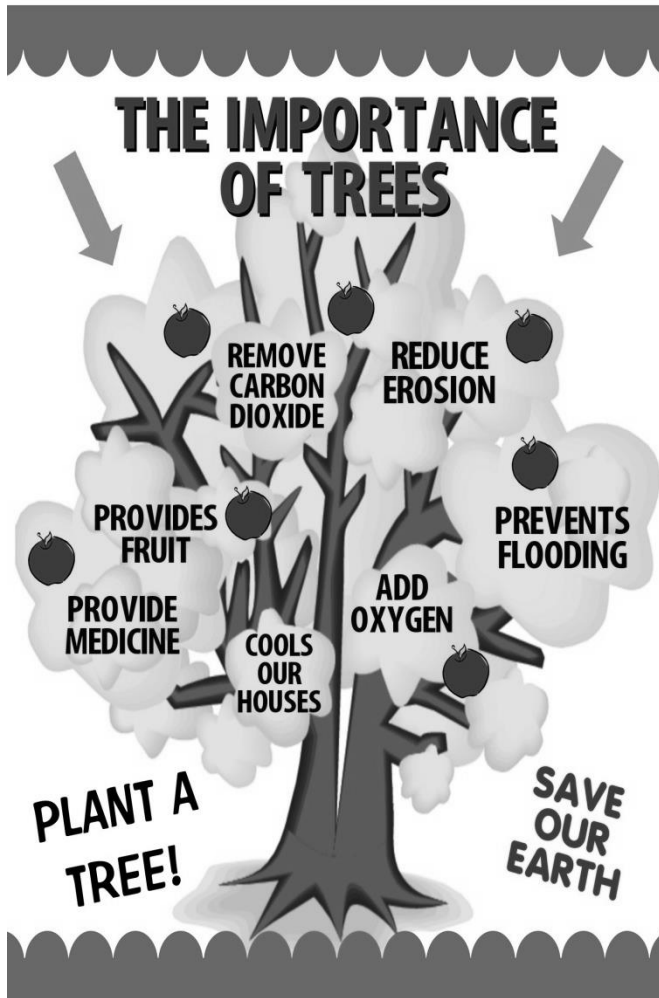 THE IMPORTANCE
OF TREES
REMOVE
CARBON
DIOXIDE
REDUCE
EROSION
PROVIDES
FRUIT
PREVENTS
FLOODING
PROVIDE
MEDICINE
ADD
OXYGEN
COOLS
OUR
HOUSES
PLANT A
TREE!
SAVE
OUR
EARTH